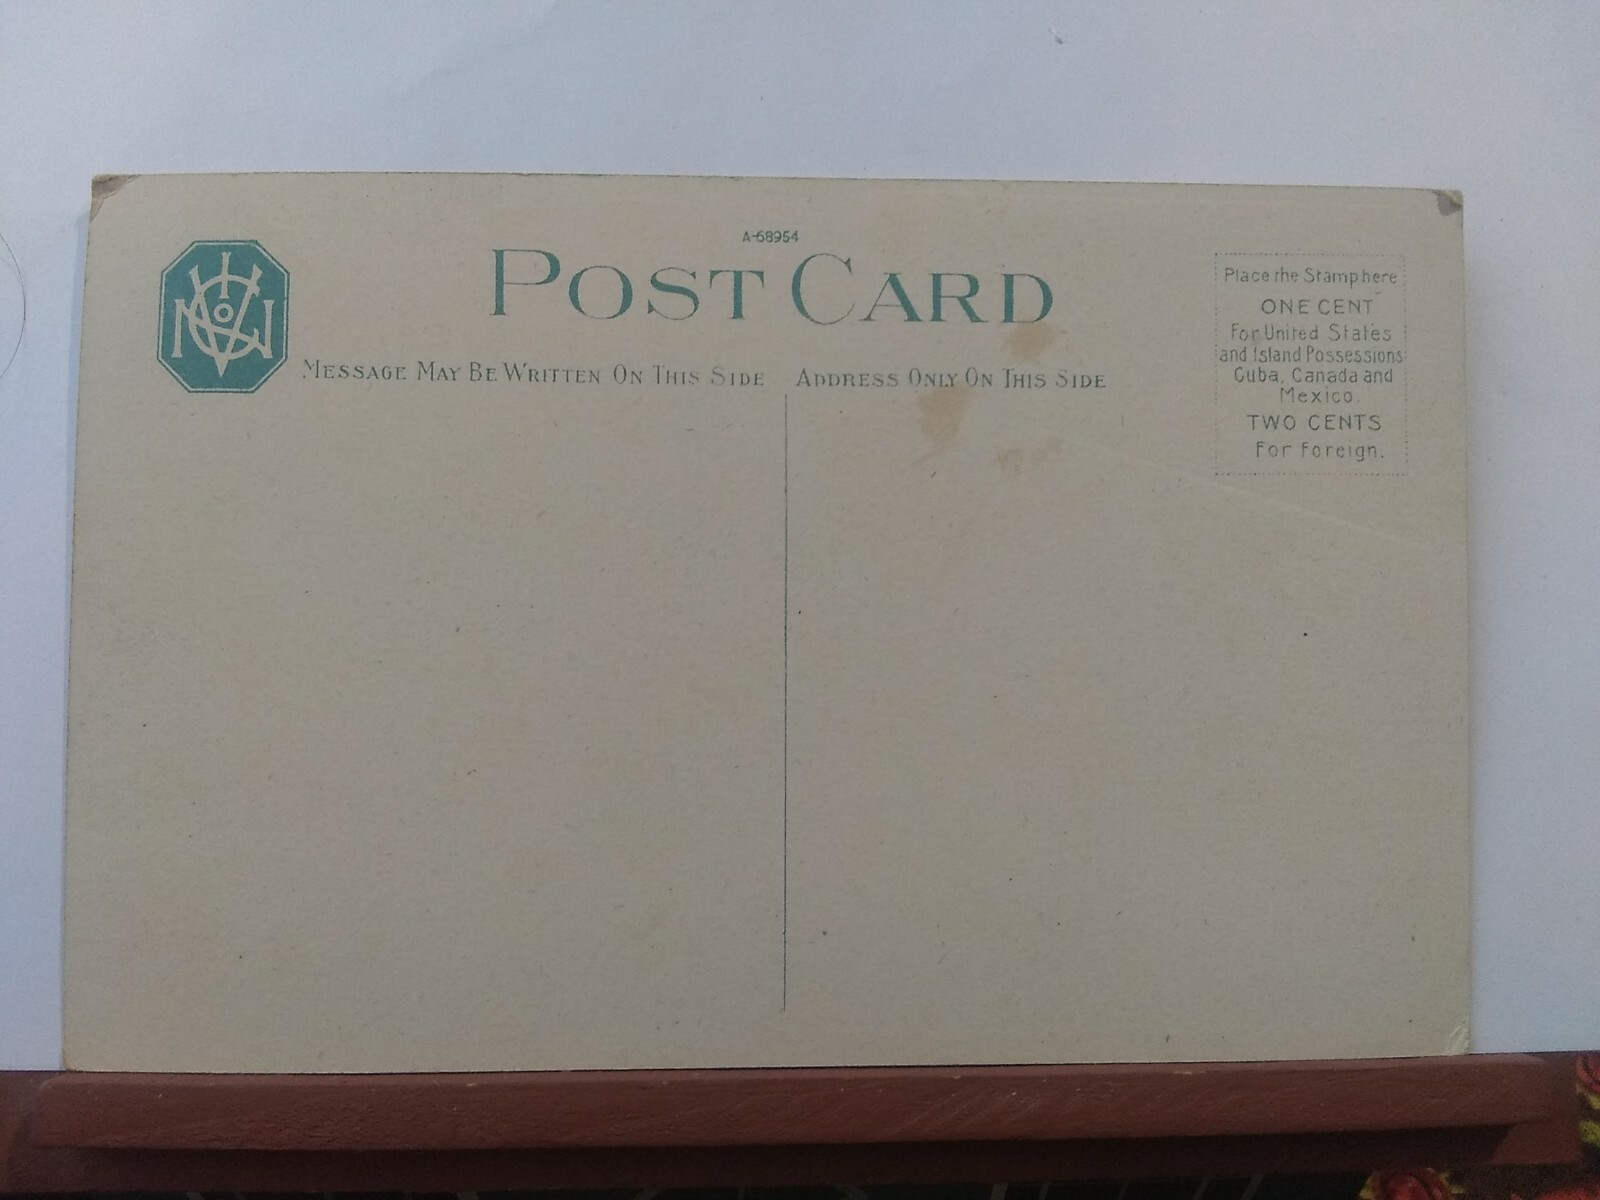 A-68954
POST CARD
MESSAGE MAY BE WRITTEN ON THIS SIDE
ADDRESS ONLY ON THIS SIDE
Place the Stamp here
ONE CENT
For United States
and Island Possessions
Cuba, Canada and
Mexico.
TWO CENTS
For Foreign.